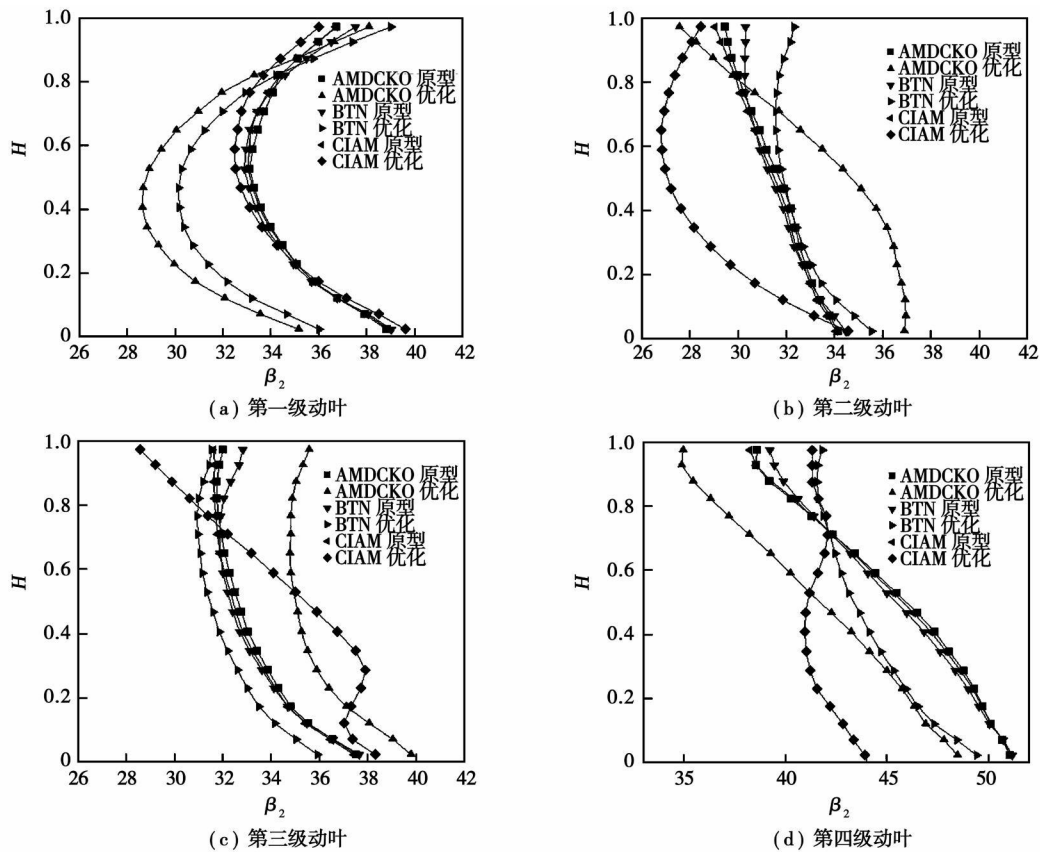 1.0
0.8
0.6
0.4
0.2
0
H
26 28 30 32 34 36 38 40 42
β₂
AMDCKO 原型
AMDCKO 优化
BTN 原型
BTN 优化
CIAM 原型
CIAM 优化
(a) 第一级动叶
1.0
0.8
0.6
0.4
0.2
0
H
26 28 30 32 34 36 38 40 42
β₂
AMDCKO 原型
AMDCKO 优化
BTN 原型
BTN 优化
CIAM 原型
CIAM 优化
(b) 第二级动叶
1.0
0.8
0.6
0.4
0.2
0
H
26 28 30 32 34 36 38 40 42
β₂
AMDCKO 原型
AMDCKO 优化
BTN 原型
BTN 优化
CIAM 原型
CIAM 优化
(c) 第三级动叶
1.0
0.8
0.6
0.4
0.2
0
H
35 40 45 50
β₂
AMDCKO 原型
AMDCKO 优化
BTN 原型
BTN 优化
CIAM 原型
CIAM 优化
(d) 第四级动叶